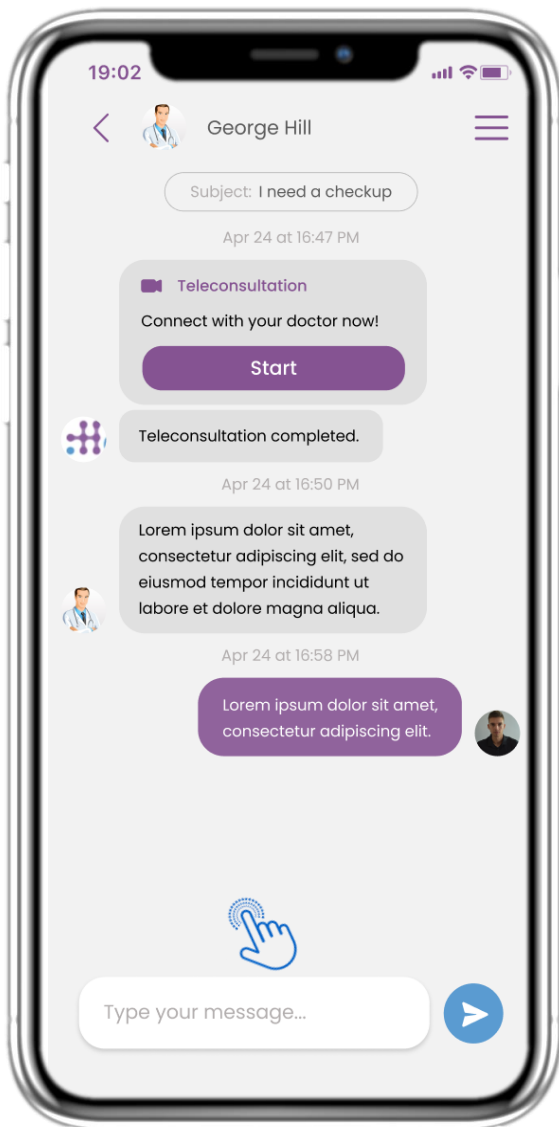 19:02
George Hill
Subject: I need a checkup
Apr 24 at 16:47 PM
Teleconsultation
Connect with your doctor now!
Start
Teleconsultation completed.
Apr 24 at 16:50 PM
Lorem ipsum dolor sit amet,
consectetur adipiscing elit, sed do
eiusmod tempor incididunt ut
labore et dolore magna aliqua.
Apr 24 at 16:58 PM
Lorem ipsum dolor sit amet,
consectetur adipiscing elit.
Type your message...